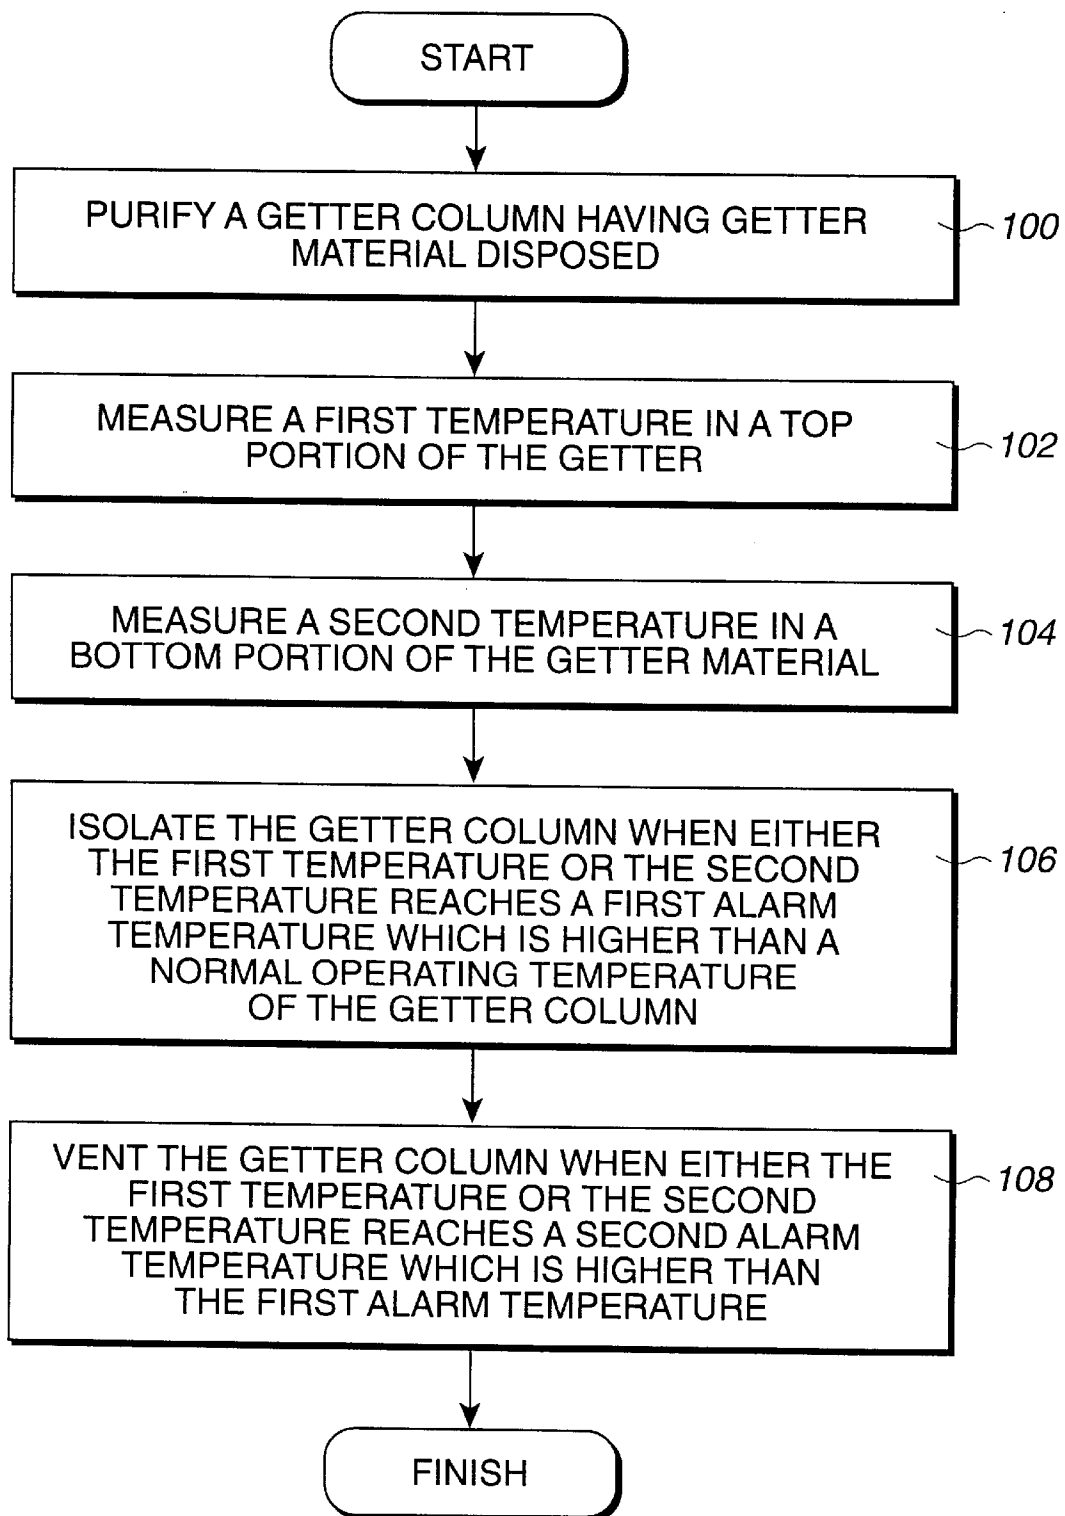 START
PURIFY A GETTER COLUMN HAVING GETTER
MATERIAL DISPOSED
100
MEASURE A FIRST TEMPERATURE IN A TOP
PORTION OF THE GETTER
102
MEASURE A SECOND TEMPERATURE IN A
BOTTOM PORTION OF THE GETTER MATERIAL
104
ISOLATE THE GETTER COLUMN WHEN EITHER
THE FIRST TEMPERATURE OR THE SECOND
TEMPERATURE REACHES A FIRST ALARM
TEMPERATURE WHICH IS HIGHER THAN A
NORMAL OPERATING TEMPERATURE
OF THE GETTER COLUMN
106
VENT THE GETTER COLUMN WHEN EITHER THE
FIRST TEMPERATURE OR THE SECOND
TEMPERATURE REACHES A SECOND ALARM
TEMPERATURE WHICH IS HIGHER THAN
THE FIRST ALARM TEMPERATURE
108
FINISH